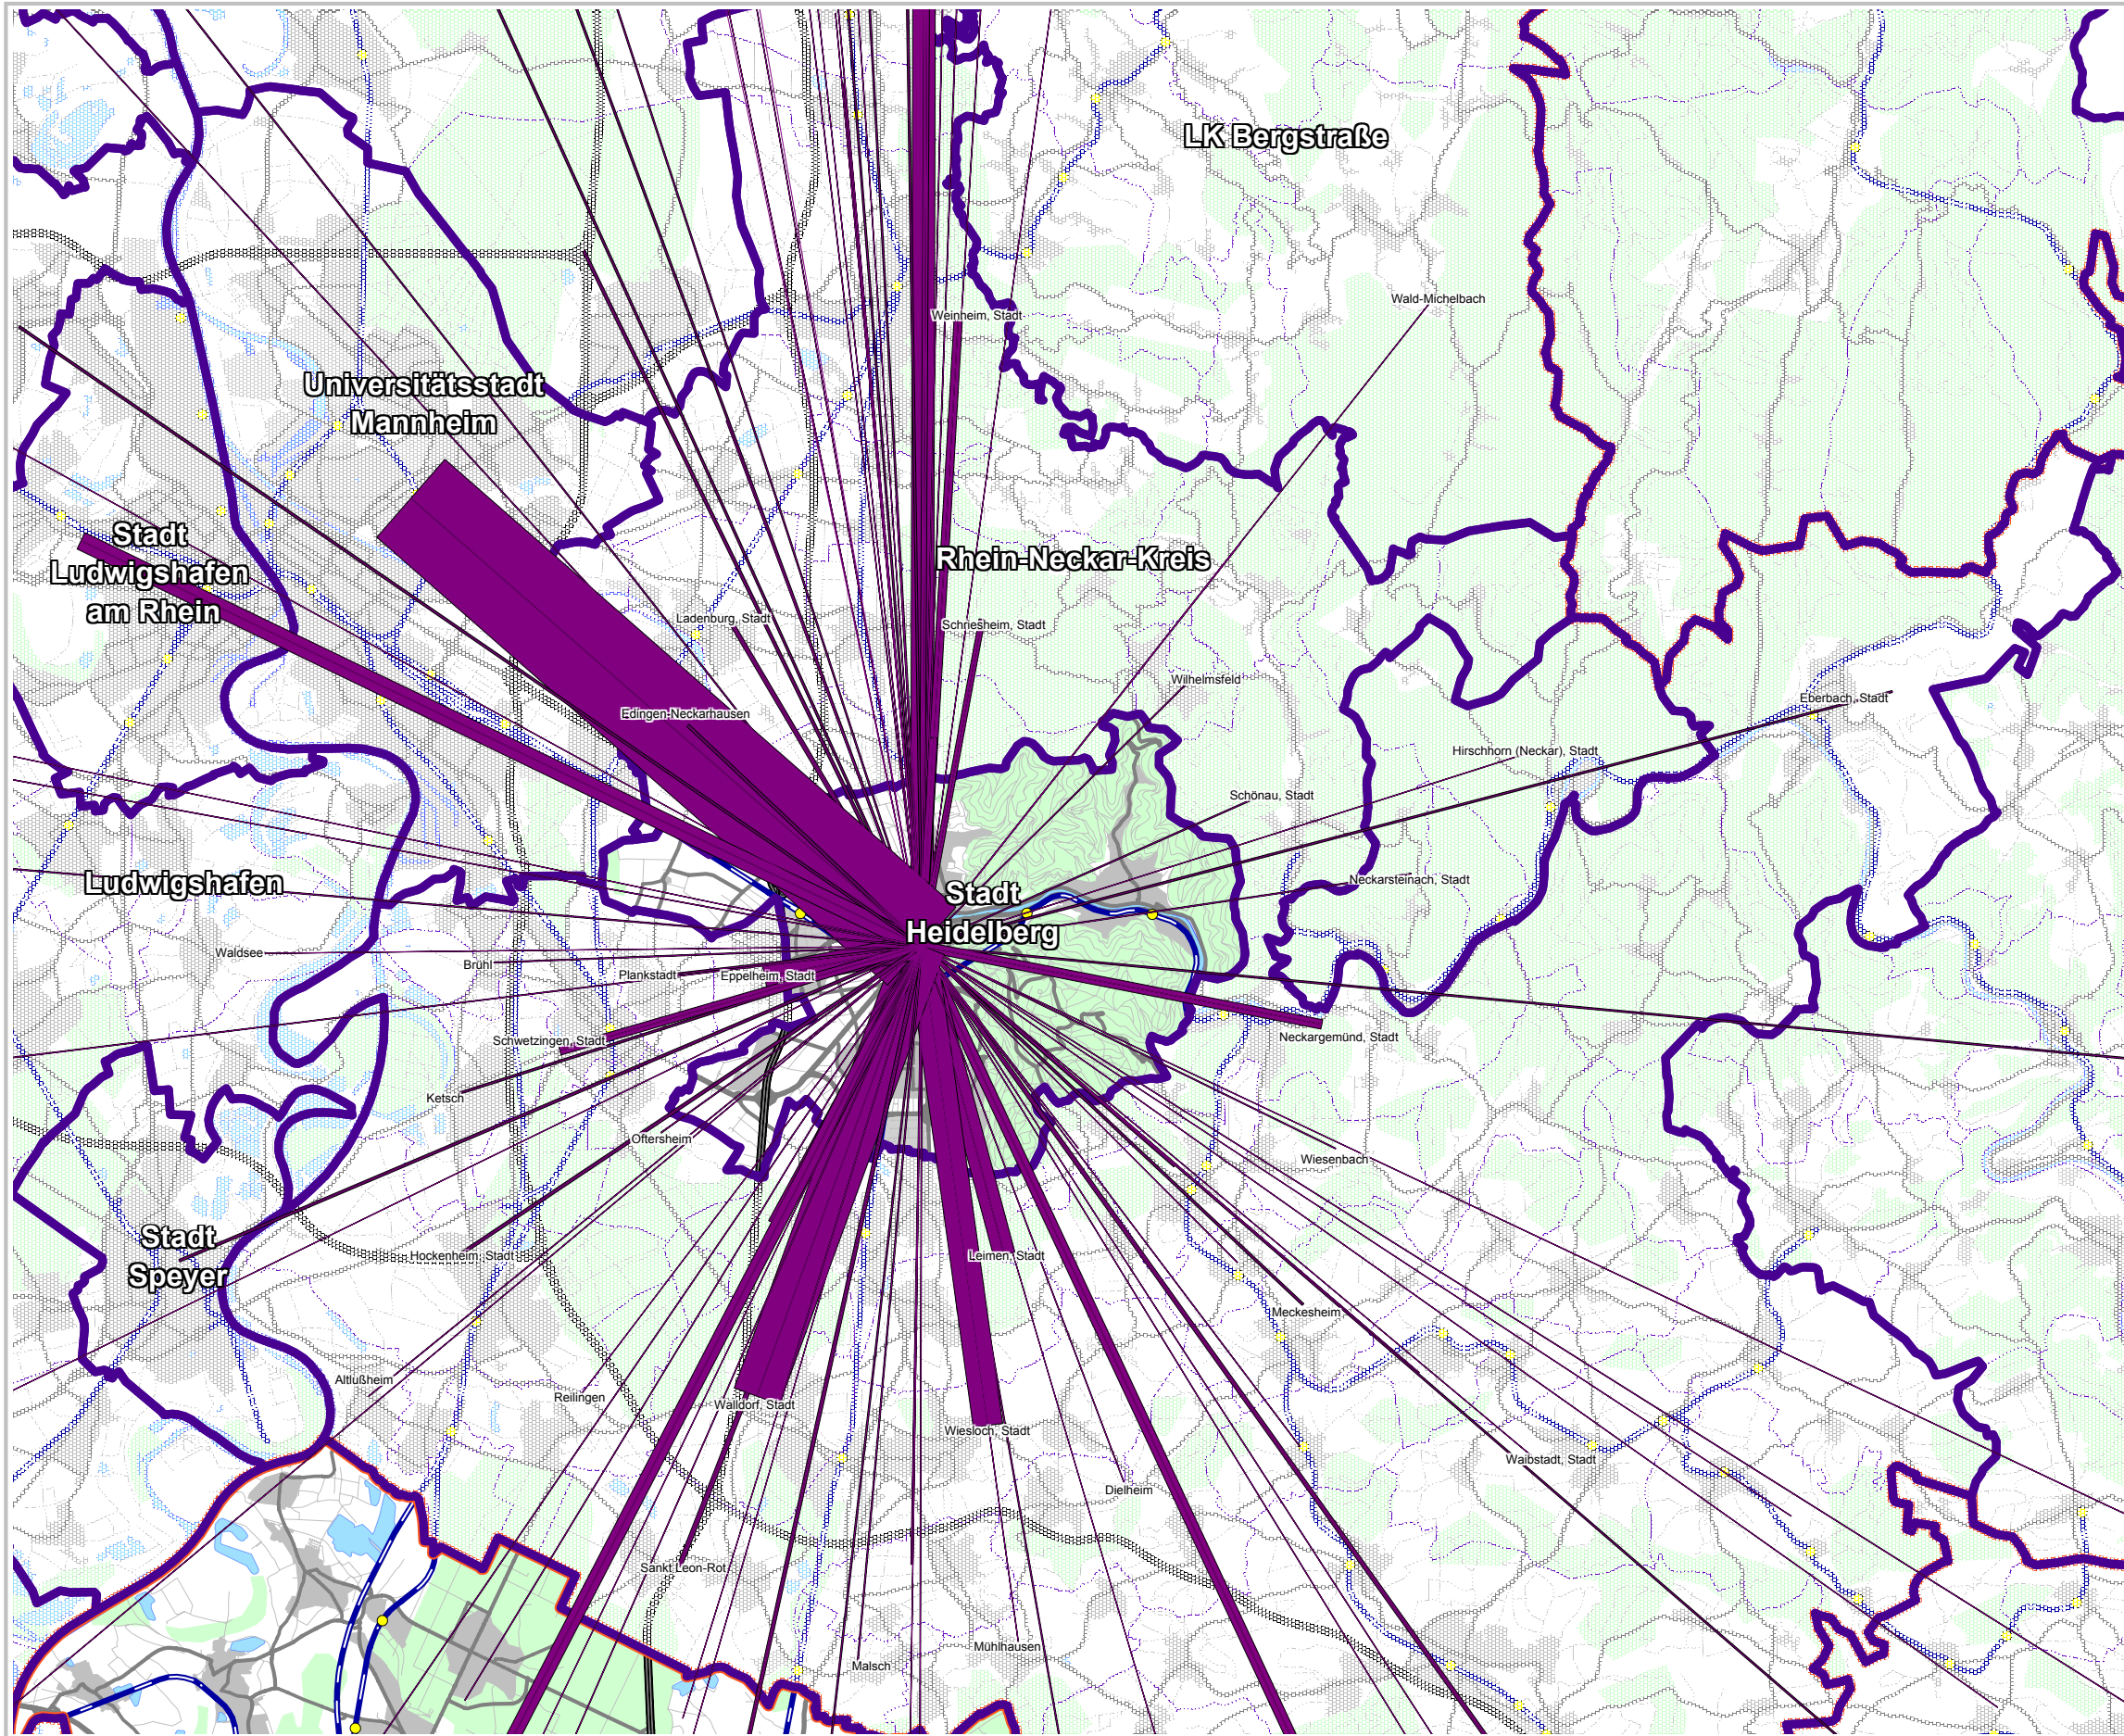 LK Bergstraße
Wald-Michelbach
Weinheim, Stadt
Universitätsstadt
Mannheim
Stadt
Ludwigshafen
am Rhein
Rhein-Neckar-Kreis
Ladenburg, Stadt
Schriesheim, Stadt
Wilhelmsfeld
Edingen-Neckarhausen
Eberbach, Stadt
Hirschhorn (Neckar), Stadt
Schönau, Stadt
Ludwigshafen
Neckarsteinach, Stadt
Stadt
Heidelberg
Waldsee
Brühl
Plankstadt
Eppelheim, Stadt
Schwetzingen, Stadt
Neckargemünd, Stadt
Ketsch
Oftersheim
Wiesenbach
Stadt
Speyer
Hockenheim, Stadt
Leimen, Stadt
Meckesheim
Altlußheim
Reilingen
Walldorf, Stadt
Wiesloch, Stadt
Waibstadt, Stadt
Dielheim
Sankt Leon-Rot
Mühlhausen
Malsch